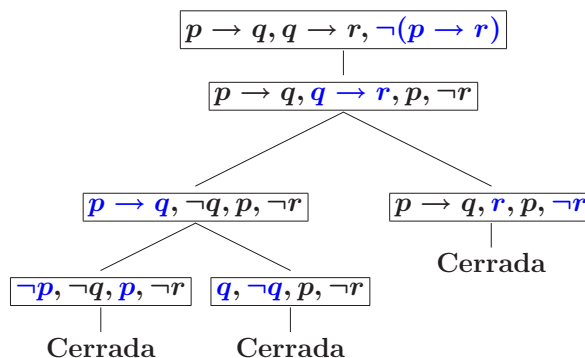 p → q, q → r, ¬(p → r)
p → q, q → r, p, ¬r
p → q, ¬q, p, ¬r
p → q, r, p, ¬r
Cerrada
¬p, ¬q, p, ¬r
q, ¬q, p, ¬r
Cerrada
Cerrada